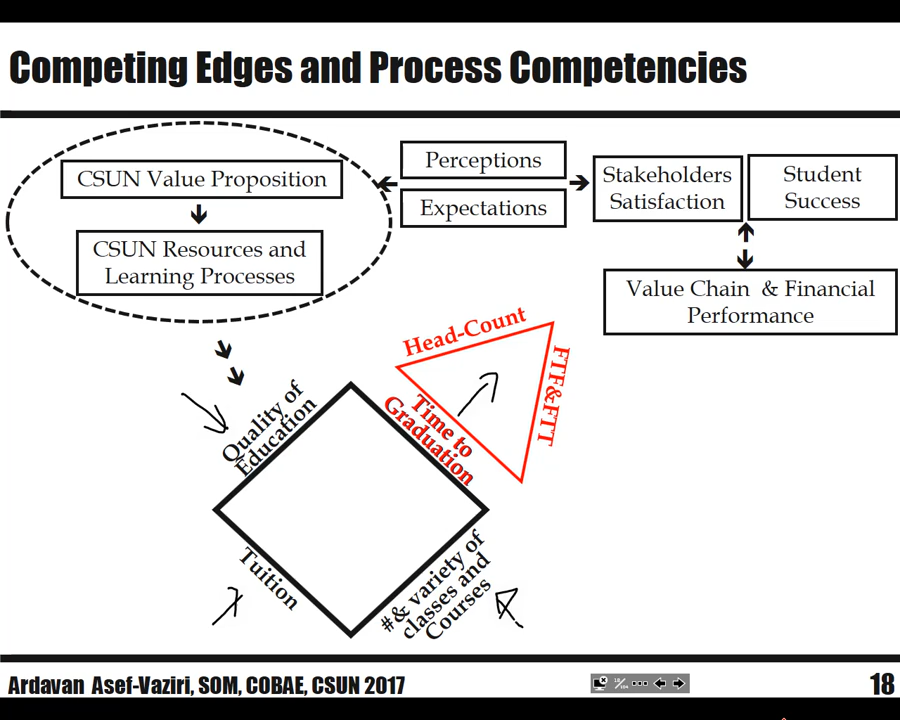 Competing Edges and Process Competencies
CSUN Value Proposition
CSUN Resources and
Learning Processes
Perceptions
Expectations
Stakeholders
Satisfaction
Student
Success
Value Chain & Financial
Performance
Head-Count
FTF&FTT
Time to
Graduation
Quality of
Education
Tuition
#& variety of
classes and
Courses
Ardavan Asef-Vaziri, SOM, COBAE, CSUN 2017
18